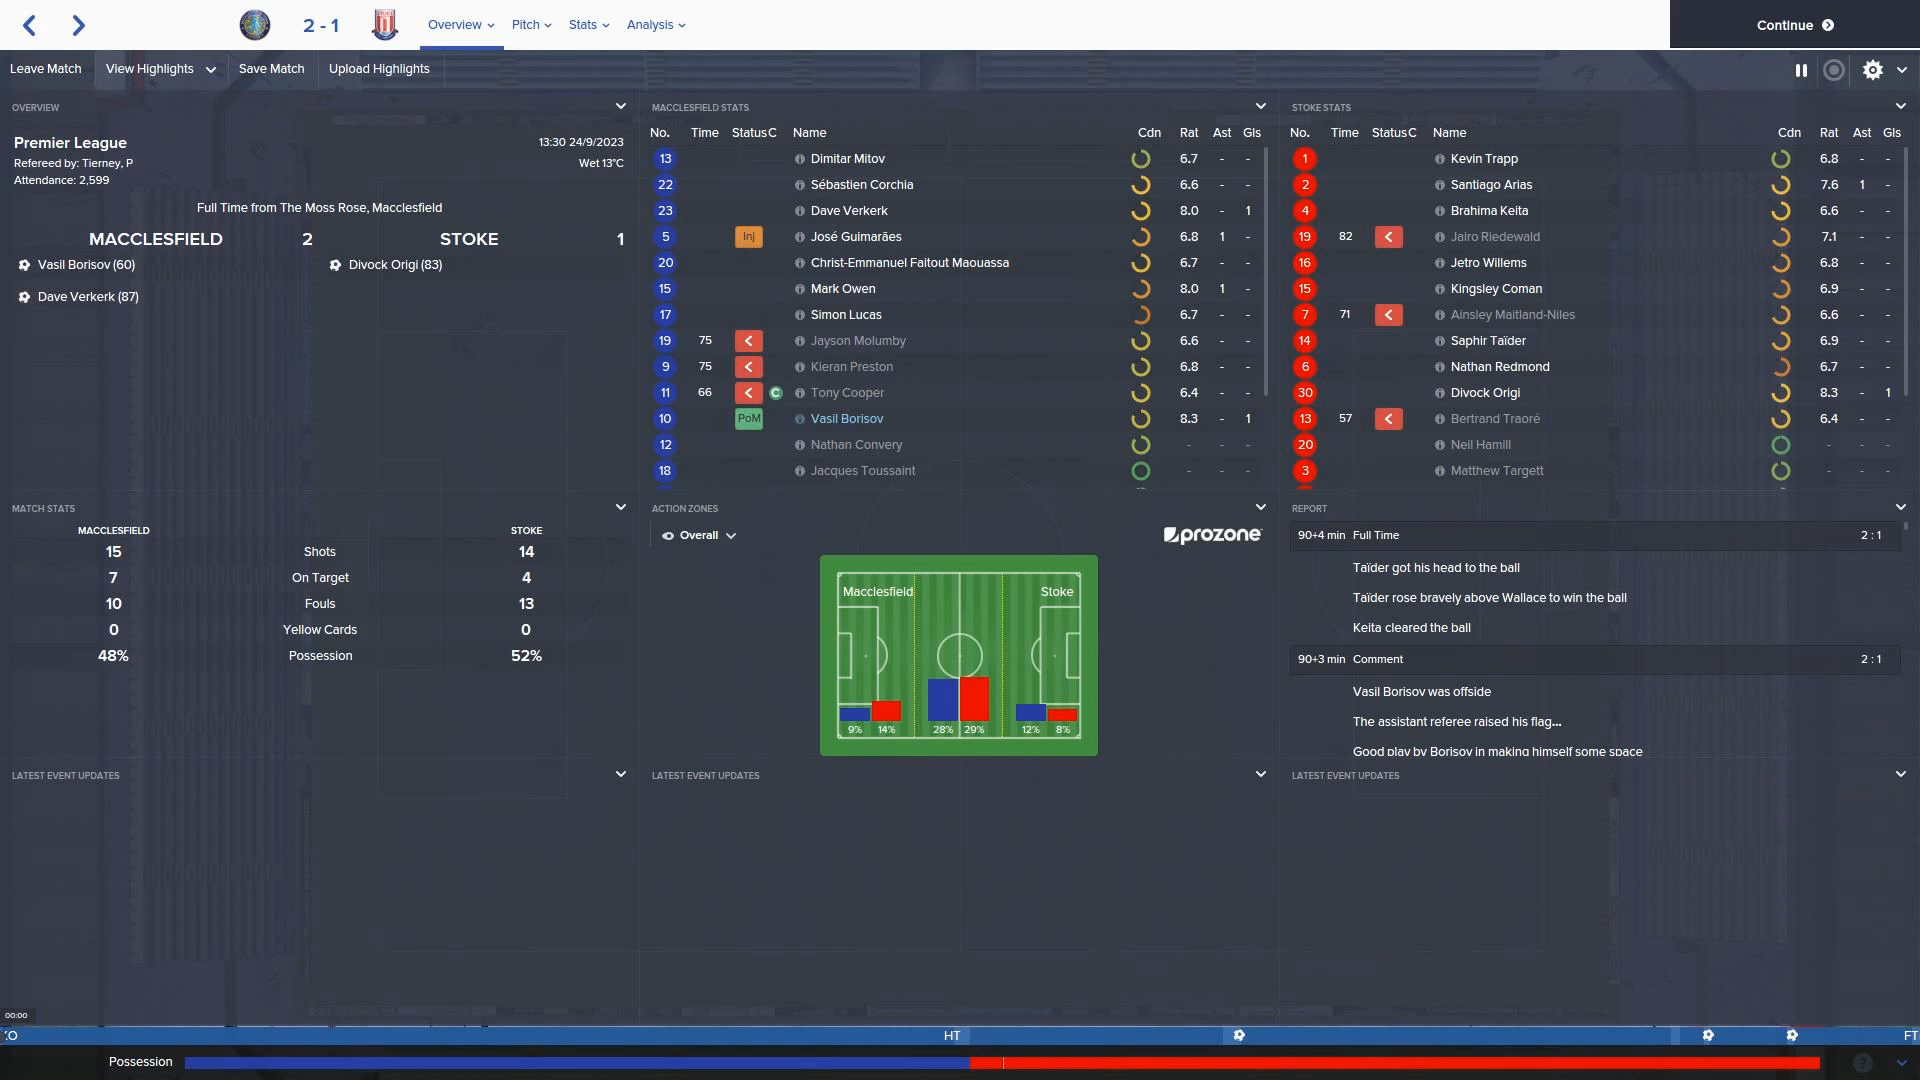 2 - 1
Overview
Pitch
Stats
Analysis
Continue
Leave Match
View Highlights
Save Match
Upload Highlights
OVERVIEW
Premier League
13:30 24/9/2023
Refereed by: Tierney, P
Wet 13°C
Attendance: 2,599
Full Time from The Moss Rose, Macclesfield
MACCLESFIELD 2 STOKE 1
Vasil Borisov (60) Divock Origi (83)
Dave Verkerk (87)
MACCLESFIELD STATS
No. Time Status C Name Cdn Rat Ast Gls
13 Dimitar Mitov 6.7 - -
22 Sébastien Corchia 6.6 - -
23 Dave Verkerk 8.0 - 1
5 Inj José Guimarães 6.8 1 -
20 Christ-Emmanuel Faitout Maouassa 6.7 - -
15 Mark Owen 8.0 1 -
17 Simon Lucas 6.7 - -
19 75 Jayson Molumby 6.6 - -
9 75 Kieran Preston 6.8 - -
11 66 C Tony Cooper 6.4 - -
10 PoM Vasil Borisov 8.3 - 1
12 Nathan Convery - - -
18 Jacques Toussaint - - -
STOKE STATS
No. Time Status C Name Cdn Rat Ast Gls
1 Kevin Trapp 6.8 - -
2 Santiago Arias 7.6 1 -
4 Brahima Keita 6.6 - -
19 82 Jairo Riedewald 7.1 - -
16 Jetro Willems 6.8 - -
15 Kingsley Coman 6.9 - -
7 71 Ainsley Maitland-Niles 6.6 - -
14 Saphir Taïder 6.9 - -
6 Nathan Redmond 6.7 - -
30 Divock Origi 8.3 - 1
13 57 Bertrand Traoré 6.4 - -
20 Neil Hamill - - -
3 Matthew Targett - - -
MATCH STATS
MACCLESFIELD STOKE
15 Shots 14
7 On Target 4
10 Fouls 13
0 Yellow Cards 0
48% Possession 52%
ACTION ZONES
Overall
prozone
Macclesfield Stoke
9% 14% 28% 29% 12% 8%
REPORT
90+4 min Full Time 2 : 1
Taïder got his head to the ball
Taïder rose bravely above Wallace to win the ball
Keita cleared the ball
90+3 min Comment 2 : 1
Vasil Borisov was offside
The assistant referee raised his flag...
Good play by Borisov in making himself some space
LATEST EVENT UPDATES
LATEST EVENT UPDATES
LATEST EVENT UPDATES
00:00
HT
FT
Possession